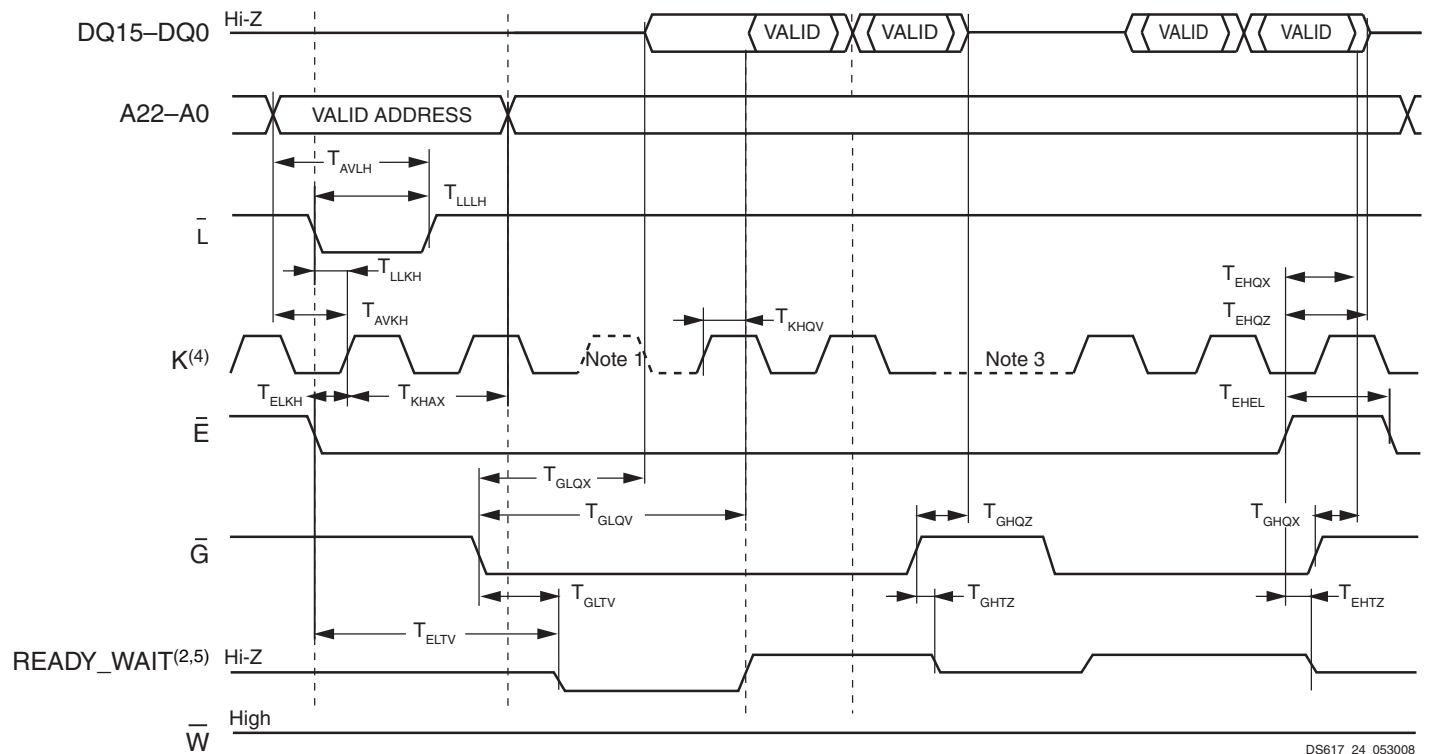 DQ15–DQ0 Hi-Z VALID VALID VALID VALID
A22–A0 VALID ADDRESS
TAVLH
TLLLH
L̅
TLLKH
TEHQX
TAVKH
TEHQZ
TKHQV
K(4) Note 1 Note 3
TELKH TKHAX TEHEL
E̅
TGLQX
TGLQV TGHQZ TGHQX
G̅
TGLTV TGHTZ TEHTZ
TELTV
READY_WAIT(2,5) Hi-Z
W̅ High
DS617_24_053008